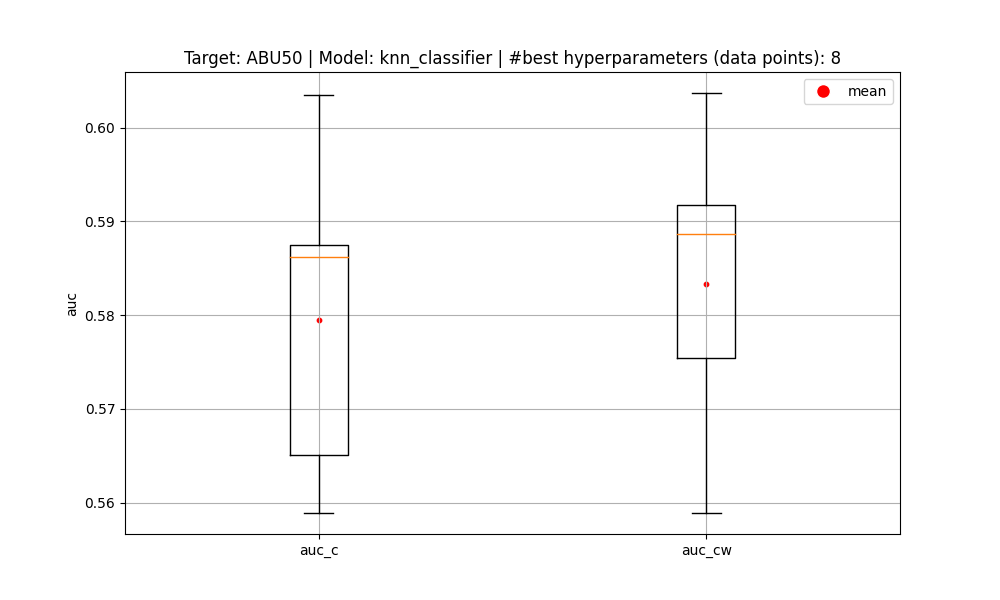 Target: ABU50 | Model: knn_classifier | #best hyperparameters (data points): 8
mean
0.60
0.59
0.58
0.57
0.56
auc
auc_c
auc_cw